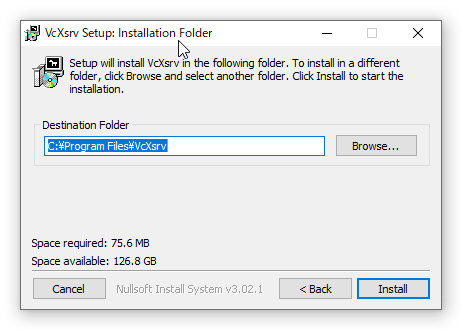 VcXsrv Setup: Installation Folder
Setup will install VcXsrv in the following folder. To install in a different
folder, click Browse and select another folder. Click Install to start the
installation.
Destination Folder
C:¥Program Files¥VcXsrv
Browse...
Space required: 75.6 MB
Space available: 126.8 GB
Cancel
Nullsoft Install System v3.02.1
< Back
Install